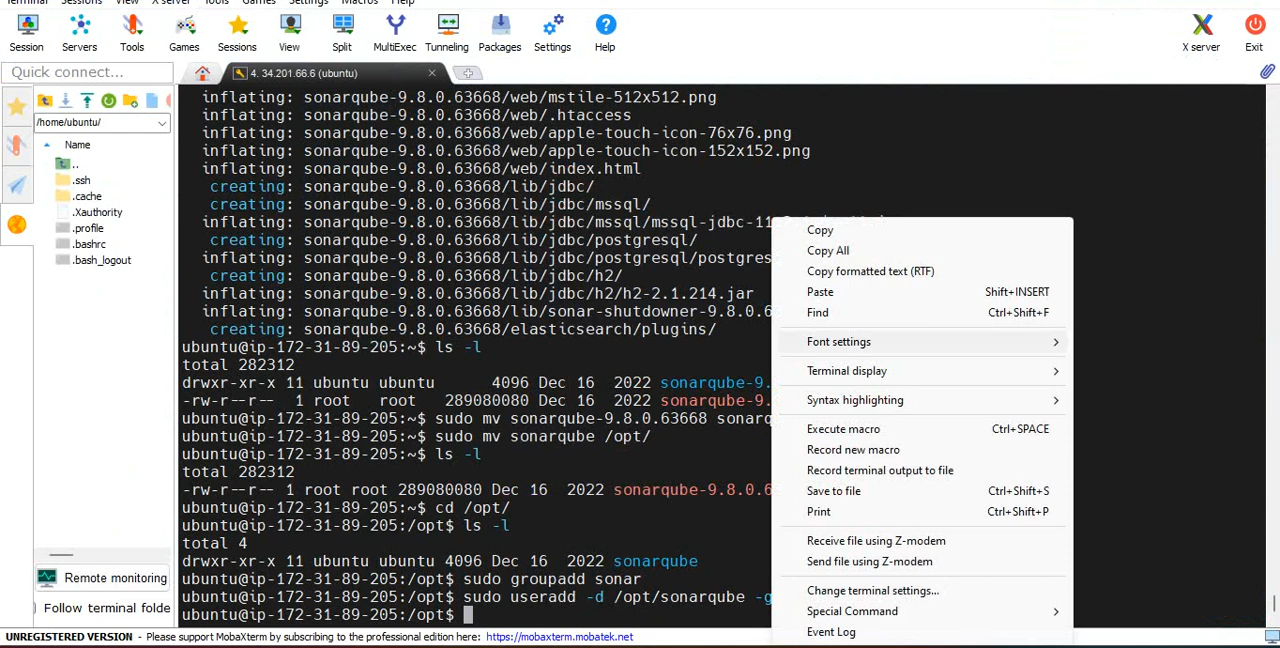 Terminal Sessions View X server Tools Games Settings Macros Help
Session Servers Tools Games Sessions View Split MultiExec Tunneling Packages Settings Help X server Exit
Quick connect...
4. 34.201.66.6 (ubuntu)
/home/ubuntu/
Name
..
.ssh
.cache
.Xauthority
.profile
.bashrc
.bash_logout
Remote monitoring
Follow terminal folde
inflating: sonarqube-9.8.0.63668/web/mstile-512x512.png
inflating: sonarqube-9.8.0.63668/web/.htaccess
inflating: sonarqube-9.8.0.63668/web/apple-touch-icon-76x76.png
inflating: sonarqube-9.8.0.63668/web/apple-touch-icon-152x152.png
inflating: sonarqube-9.8.0.63668/web/index.html
creating: sonarqube-9.8.0.63668/lib/jdbc/
creating: sonarqube-9.8.0.63668/lib/jdbc/mssql/
inflating: sonarqube-9.8.0.63668/lib/jdbc/mssql/mssql-jdbc-11
creating: sonarqube-9.8.0.63668/lib/jdbc/postgresql/
inflating: sonarqube-9.8.0.63668/lib/jdbc/postgresql/postgres
creating: sonarqube-9.8.0.63668/lib/jdbc/h2/
inflating: sonarqube-9.8.0.63668/lib/jdbc/h2/h2-2.1.214.jar
inflating: sonarqube-9.8.0.63668/lib/sonar-shutdowner-9.8.0.6
creating: sonarqube-9.8.0.63668/elasticsearch/plugins/
ubuntu@ip-172-31-89-205:~$ ls -l
total 282312
drwxr-xr-x 11 ubuntu ubuntu 4096 Dec 16 2022 sonarqube-9.
-rw-r--r-- 1 root root 289080080 Dec 16 2022 sonarqube-9.
ubuntu@ip-172-31-89-205:~$ sudo mv sonarqube-9.8.0.63668 sonarq
ubuntu@ip-172-31-89-205:~$ sudo mv sonarqube /opt/
ubuntu@ip-172-31-89-205:~$ ls -l
total 282312
-rw-r--r-- 1 root root 289080080 Dec 16 2022 sonarqube-9.8.0.6
ubuntu@ip-172-31-89-205:~$ cd /opt/
ubuntu@ip-172-31-89-205:/opt$ ls -l
total 4
drwxr-xr-x 11 ubuntu ubuntu 4096 Dec 16 2022 sonarqube
ubuntu@ip-172-31-89-205:/opt$ sudo groupadd sonar
ubuntu@ip-172-31-89-205:/opt$ sudo useradd -d /opt/sonarqube -g
ubuntu@ip-172-31-89-205:/opt$
Copy
Copy All
Copy formatted text (RTF)
Paste Shift+INSERT
Find Ctrl+Shift+F
Font settings
Terminal display
Syntax highlighting
Execute macro Ctrl+SPACE
Record new macro
Record terminal output to file
Save to file Ctrl+Shift+S
Print Ctrl+Shift+P
Receive file using Z-modem
Send file using Z-modem
Change terminal settings...
Special Command
Event Log
UNREGISTERED VERSION - Please support MobaXterm by subscribing to the professional edition here: https://mobaxterm.mobatek.net